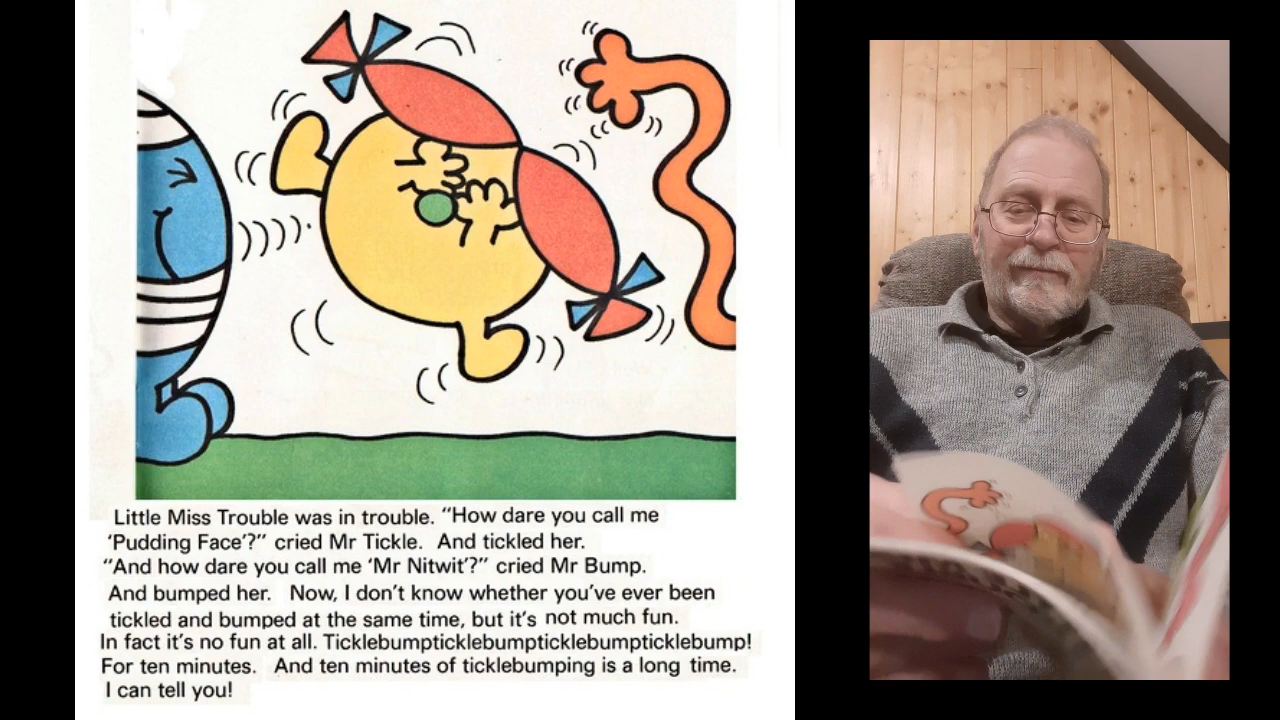 Little Miss Trouble was in trouble. “How dare you call me
‘Pudding Face’?” cried Mr Tickle. And tickled her.
“And how dare you call me ‘Mr Nitwit’?” cried Mr Bump.
And bumped her. Now, I don’t know whether you’ve ever been
tickled and bumped at the same time, but it’s not much fun.
In fact it’s no fun at all. Ticklebumpticklebumpticklebumpticklebump!
For ten minutes. And ten minutes of ticklebumping is a long time.
I can tell you!